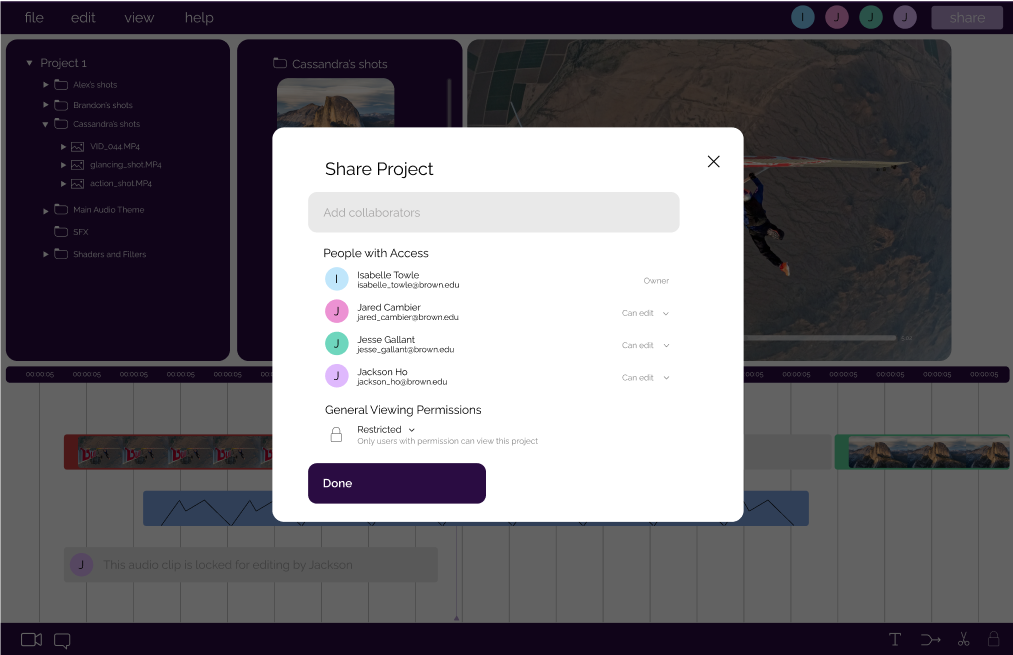 file edit view help
I J J J share
Project 1
Alex's shots
Brandon's shots
Cassandra's shots
VID_044.MP4
glancing_shot.MP4
action_shot.MP4
Main Audio Theme
SFX
Shaders and Filters
Cassandra's shots
Share Project
Add collaborators
People with Access
I
Isabelle Towle
isabelle_towle@brown.edu
Owner
J
Jared Cambier
jared_cambier@brown.edu
Can edit
J
Jesse Gallant
jesse_gallant@brown.edu
Can edit
J
Jackson Ho
jackson_ho@brown.edu
Can edit
General Viewing Permissions
Restricted
Only users with permission can view this project
Done
00:00:05 00:00:05 00:00:05 00:00:05 00:00:05 00:00:05 00:00:05 00:00:05 00:00:05 00:00:05
J This audio clip is locked for editing by Jackson
T